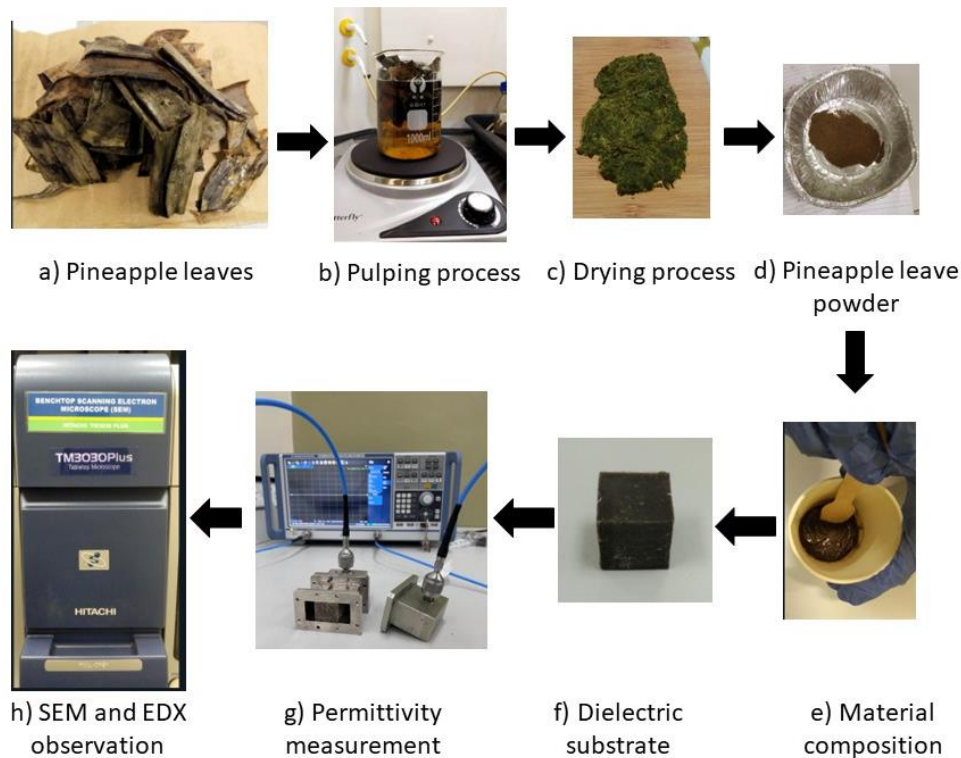 1000ml
a) Pineapple leaves
b) Pulping process
c) Drying process
d) Pineapple leave
powder
BENCHTOP SCANNING ELECTRON
MICROSCOPE (SEM)
TM3030Plus
Tabletop Microscope
HITACHI
h) SEM and EDX
observation
g) Permittivity
measurement
f) Dielectric
substrate
e) Material
composition